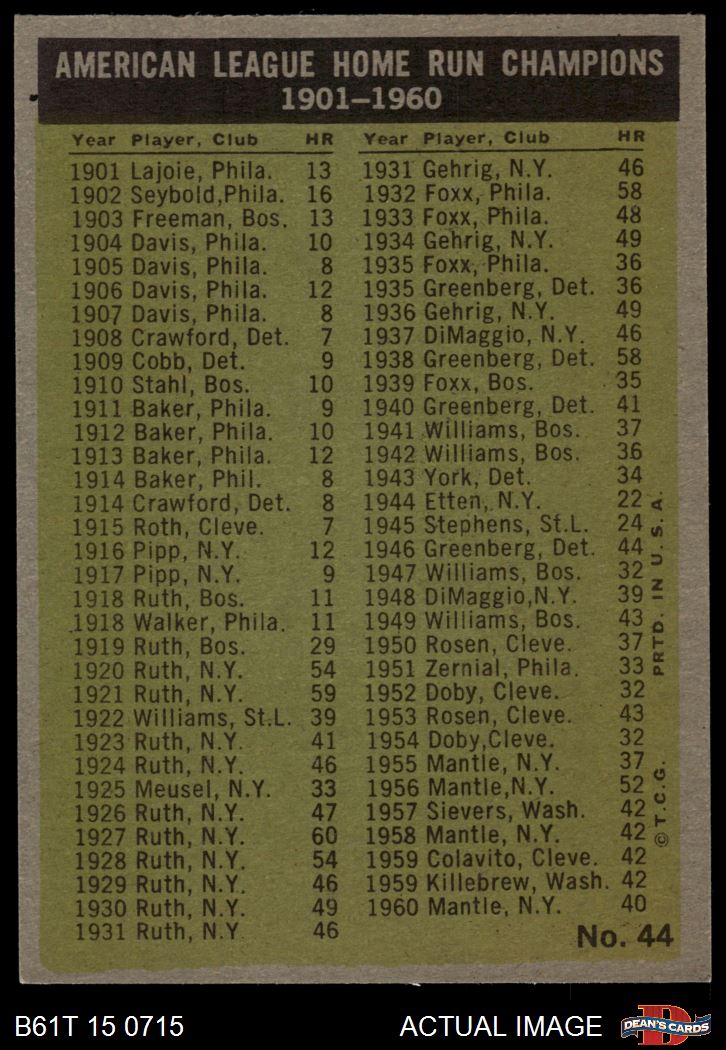 AMERICAN LEAGUE HOME RUN CHAMPIONS
1901–1960
Year Player, Club HR
1901 Lajoie, Phila. 13
1902 Seybold,Phila. 16
1903 Freeman, Bos. 13
1904 Davis, Phila. 10
1905 Davis, Phila. 8
1906 Davis, Phila. 12
1907 Davis, Phila. 8
1908 Crawford, Det. 7
1909 Cobb, Det. 9
1910 Stahl, Bos. 10
1911 Baker, Phila. 9
1912 Baker, Phila. 10
1913 Baker, Phila. 12
1914 Baker, Phil. 8
1914 Crawford, Det. 8
1915 Roth, Cleve. 7
1916 Pipp, N.Y. 12
1917 Pipp, N.Y. 9
1918 Ruth, Bos. 11
1918 Walker, Phila. 11
1919 Ruth, Bos. 29
1920 Ruth, N.Y. 54
1921 Ruth, N.Y. 59
1922 Williams, St.L. 39
1923 Ruth, N.Y. 41
1924 Ruth, N.Y. 46
1925 Meusel, N.Y. 33
1926 Ruth, N.Y. 47
1927 Ruth, N.Y. 60
1928 Ruth, N.Y. 54
1929 Ruth, N.Y. 46
1930 Ruth, N.Y. 49
1931 Ruth, N.Y 46
Year Player, Club HR
1931 Gehrig, N.Y. 46
1932 Foxx, Phila. 58
1933 Foxx, Phila. 48
1934 Gehrig, N.Y. 49
1935 Foxx, Phila. 36
1935 Greenberg, Det. 36
1936 Gehrig, N.Y. 49
1937 DiMaggio, N.Y. 46
1938 Greenberg, Det. 58
1939 Foxx, Bos. 35
1940 Greenberg, Det. 41
1941 Williams, Bos. 37
1942 Williams, Bos. 36
1943 York, Det. 34
1944 Etten, N.Y. 22
1945 Stephens, St.L. 24
1946 Greenberg, Det. 44
1947 Williams, Bos. 32
1948 DiMaggio,N.Y. 39
1949 Williams, Bos. 43
1950 Rosen, Cleve. 37
1951 Zernial, Phila. 33
1952 Doby, Cleve. 32
1953 Rosen, Cleve. 43
1954 Doby,Cleve. 32
1955 Mantle, N.Y. 37
1956 Mantle,N.Y. 52
1957 Sievers, Wash. 42
1958 Mantle, N.Y. 42
1959 Colavito, Cleve. 42
1959 Killebrew, Wash. 42
1960 Mantle, N.Y. 40
No. 44
© T.C.G. PRTD. IN U.S.A.
B61T 15 0715
ACTUAL IMAGE
DEAN'S CARDS